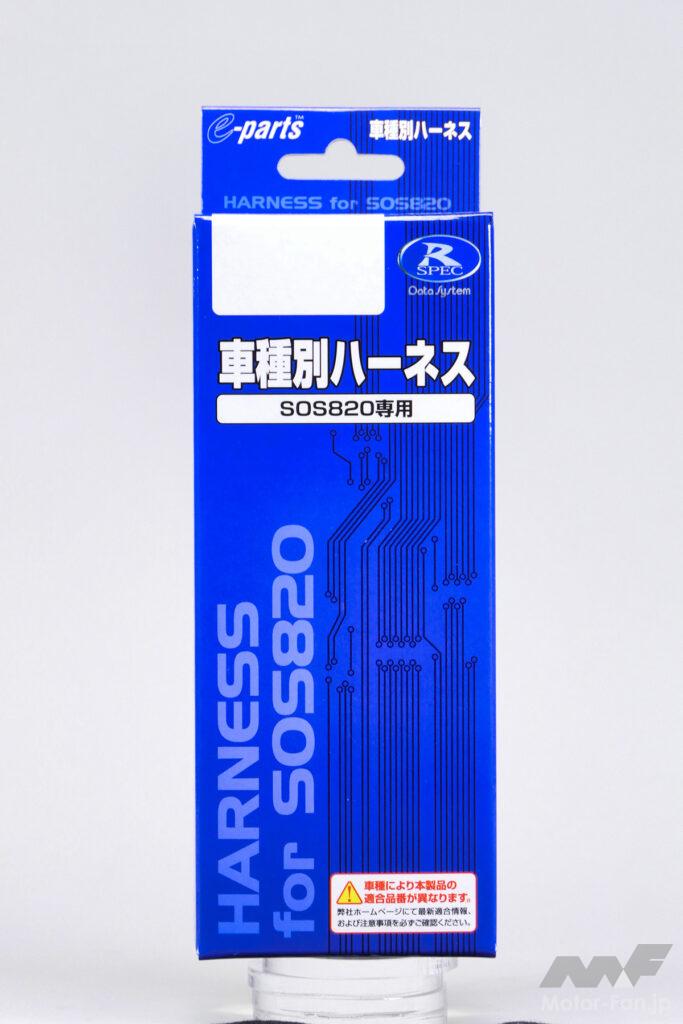 e-parts™
車種別ハーネス
HARNESS for SOS820
R
SPEC
Data System
車種別ハーネス
SOS820専用
HARNESS
for SOS820
車種により本製品の
適合品番が異なります。
弊社ホームページにて最新適合情報、
および注意事項を必ずご確認ください。
MF
Motor-Fan.jp